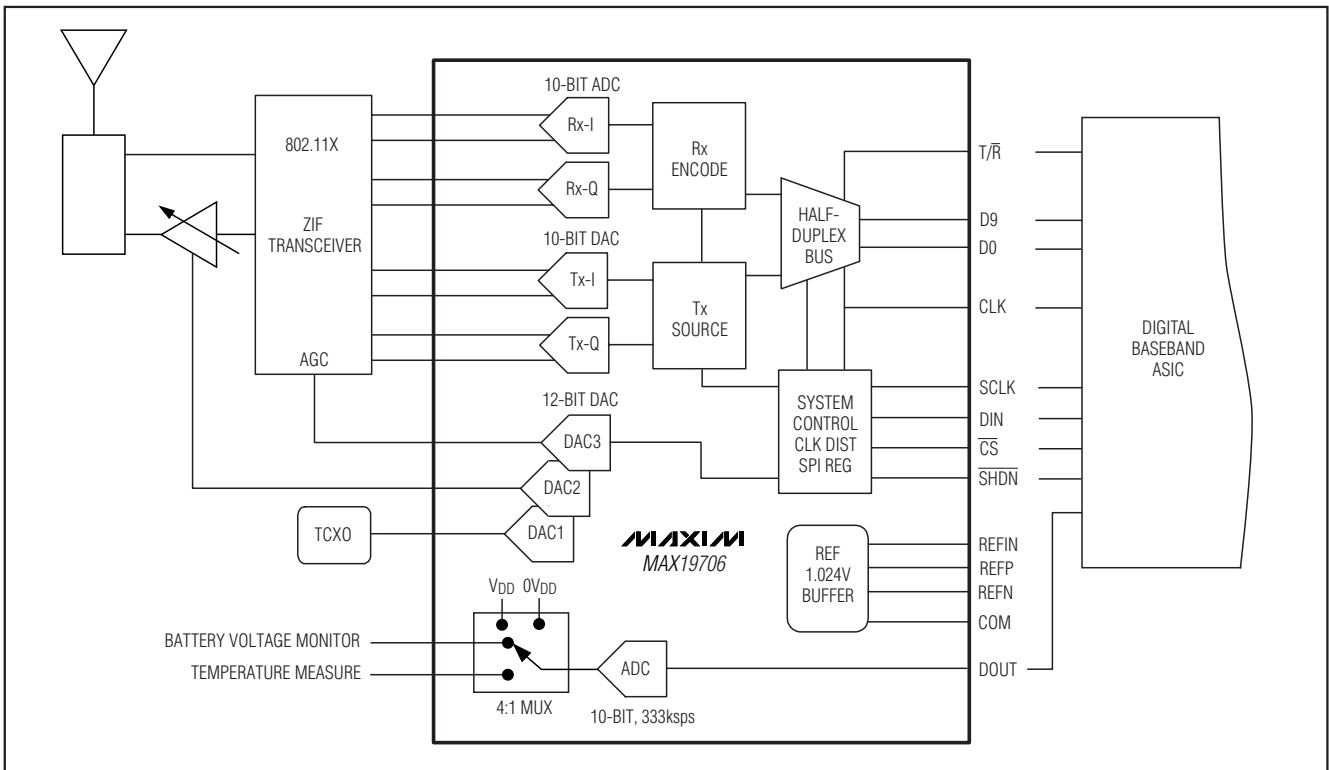 10-BIT ADC
802.11X
ZIF
TRANSCEIVER
AGC
Rx-I
Rx-Q
Rx
ENCODE
10-BIT DAC
Tx-I
Tx-Q
Tx
SOURCE
HALF-
DUPLEX
BUS
T/R̅
D9
D0
CLK
SCLK
DIN
C̅S̅
S̅H̅D̅N̅
DIGITAL
BASEBAND
ASIC
SYSTEM
CONTROL
CLK DIST
SPI REG
12-BIT DAC
DAC3
DAC2
DAC1
TCXO
MAXIM
MAX19706
REF
1.024V
BUFFER
REFIN
REFP
REFN
COM
VDD 0VDD
BATTERY VOLTAGE MONITOR
TEMPERATURE MEASURE
4:1 MUX
ADC
10-BIT, 333ksps
DOUT